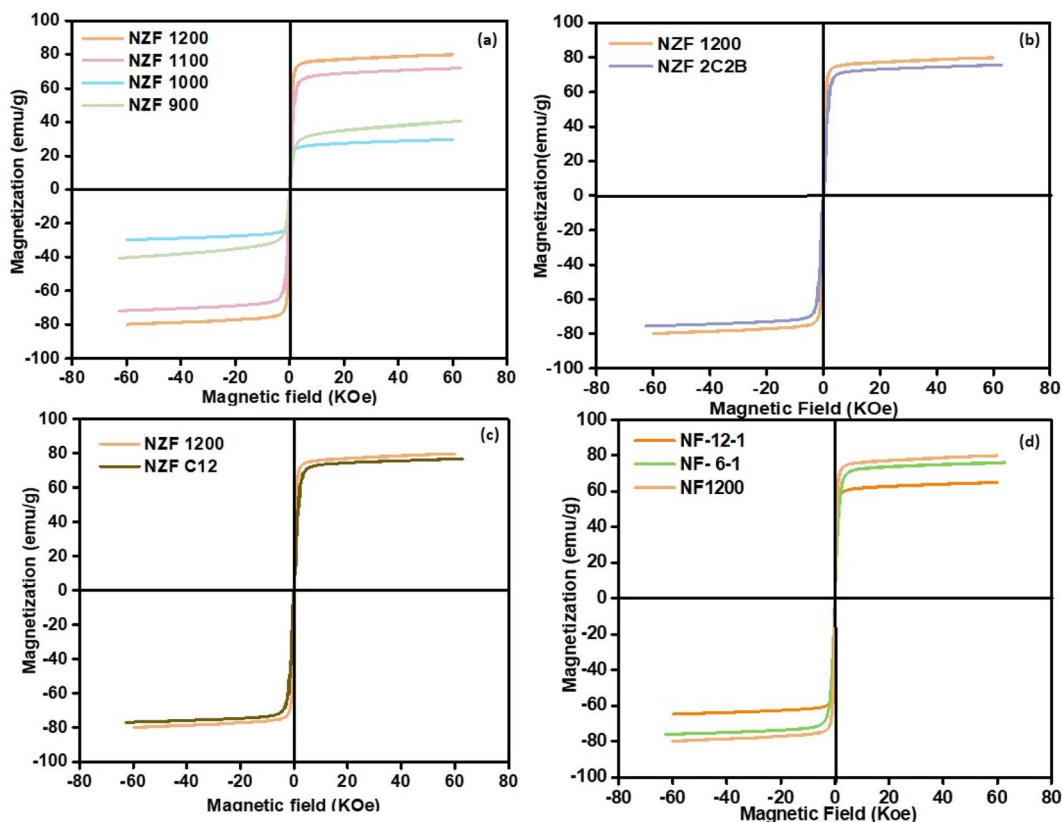 (a)
NZF 1200
NZF 1100
NZF 1000
NZF 900
Magnetization (emu/g)
100
80
60
40
20
0
-20
-40
-60
-80
-100
-80 -60 -40 -20 0 20 40 60 80
Magnetic field (KOe)
(b)
NZF 1200
NZF 2C2B
Magnetization(emu/g)
100
80
60
40
20
0
-20
-40
-60
-80
-100
-80 -60 -40 -20 0 20 40 60 80
Magnetic Field (KOe)
(c)
NZF 1200
NZF C12
Magnetization (emu/g)
100
80
60
40
20
0
-20
-40
-60
-80
-100
-80 -60 -40 -20 0 20 40 60 80
Magnetic field (KOe)
(d)
NF-12-1
NF- 6-1
NF1200
Magnetization (emu/g)
100
80
60
40
20
0
-20
-40
-60
-80
-100
-80 -60 -40 -20 0 20 40 60 80
Magnetic Field (Koe)